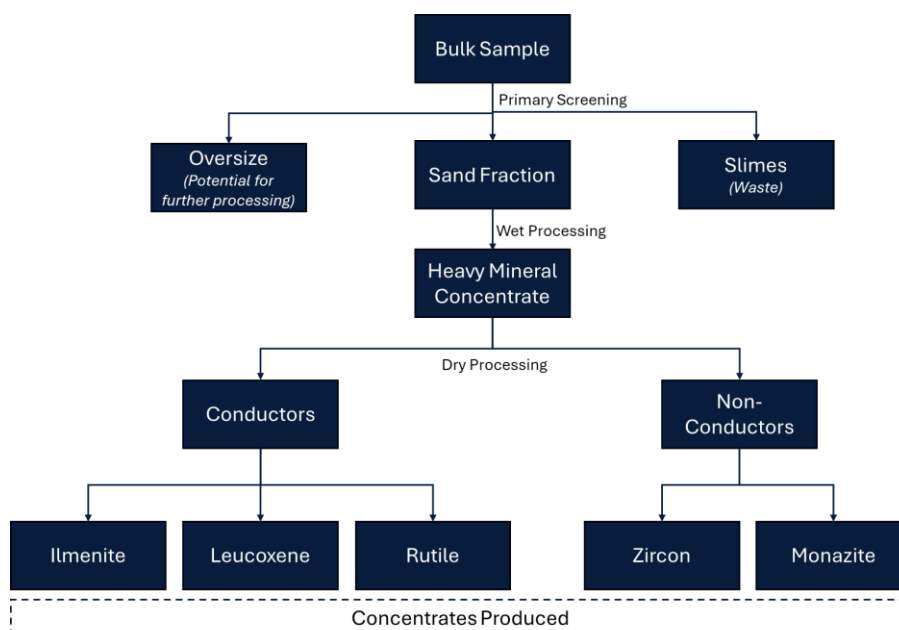 Bulk Sample
Primary Screening
Oversize
(Potential for
further processing)
Sand Fraction
Slimes
(Waste)
Wet Processing
Heavy Mineral
Concentrate
Dry Processing
Conductors
Non-
Conductors
Ilmenite
Leucoxene
Rutile
Zircon
Monazite
Concentrates Produced